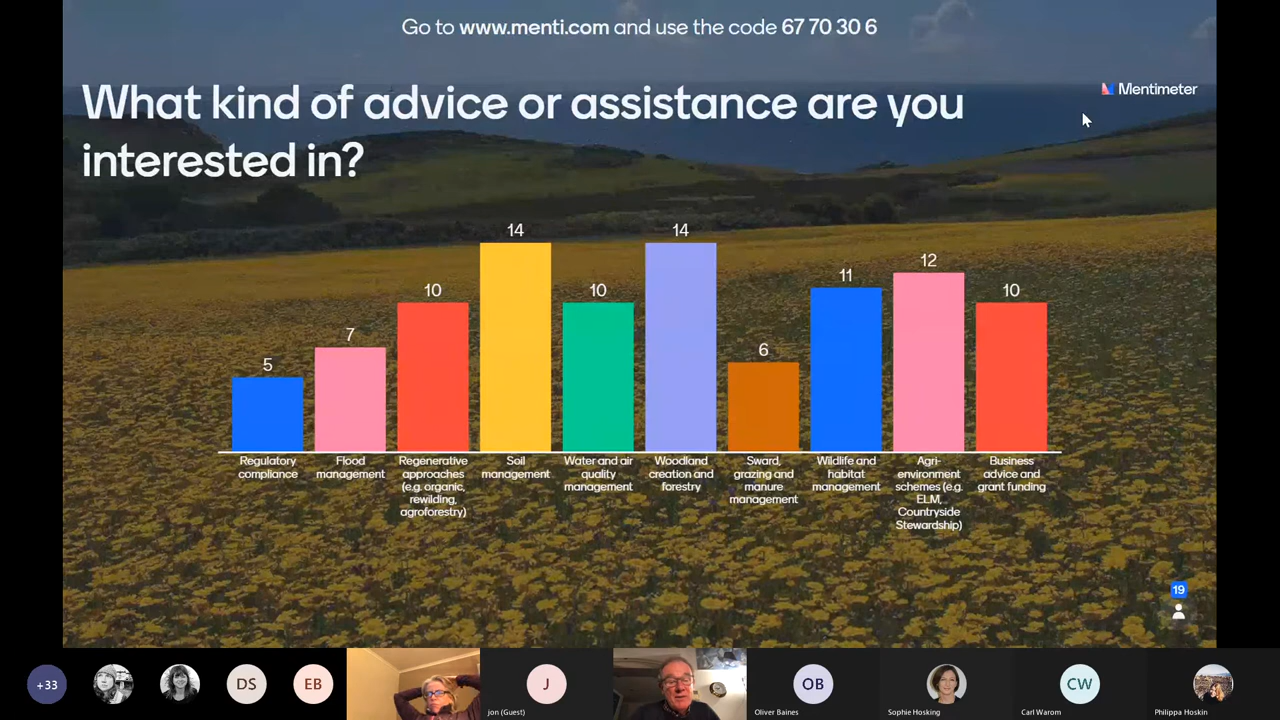 Go to www.menti.com and use the code 67 70 30 6
What kind of advice or assistance are you
interested in?
Mentimeter
5
7
10
14
10
14
6
11
12
10
Regulatory
compliance
Flood
management
Regenerative
approaches
(e.g. organic,
rewilding,
agroforestry)
Soil
management
Water and air
quality
management
Woodland
creation and
forestry
Sward,
grazing and
manure
management
Wildlife and
habitat
management
Agri-
environment
schemes (e.g.
ELM,
Countryside
Stewardship)
Business
advice and
grant funding
19
+33
DS
EB
J
jon (Guest)
OB
Oliver Baines
Sophie Hosking
CW
Carl Warom
Philippa Hoskin